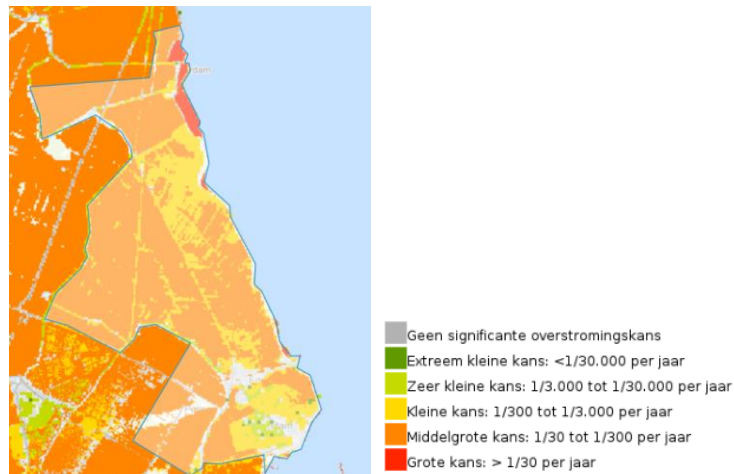 dam
Geen significante overstromingskans
Extreem kleine kans: <1/30.000 per jaar
Zeer kleine kans: 1/3.000 tot 1/30.000 per jaar
Kleine kans: 1/300 tot 1/3.000 per jaar
Middelgrote kans: 1/30 tot 1/300 per jaar
Grote kans: > 1/30 per jaar